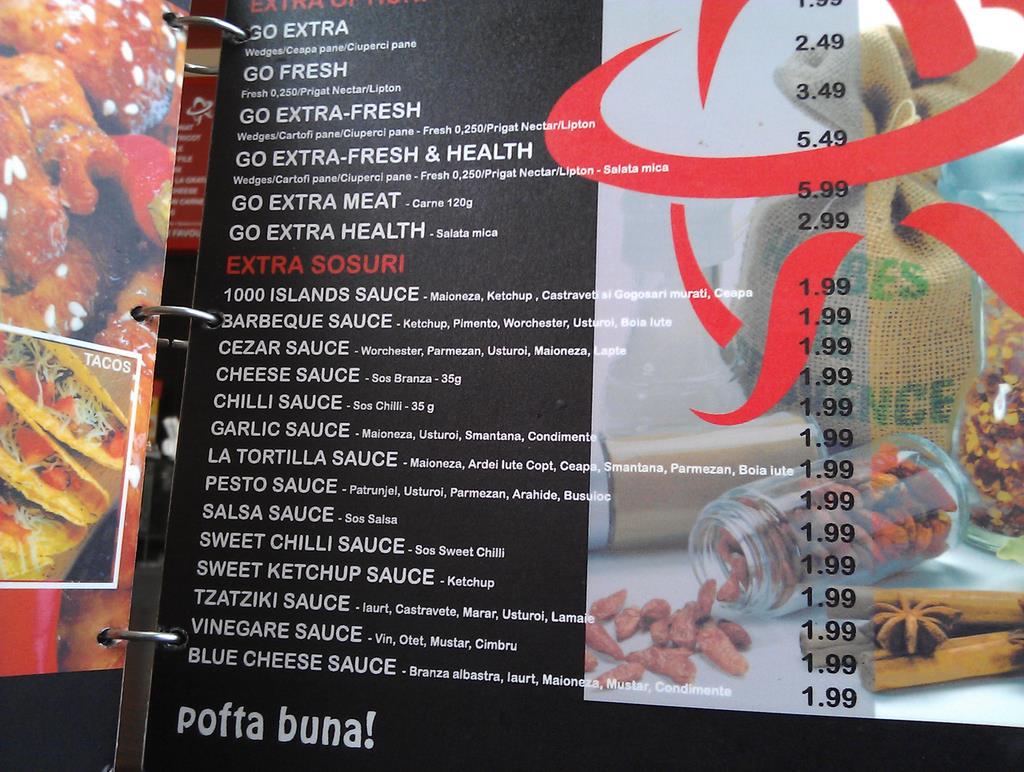 EXTRA
1.99
GO EXTRA 2.49
Wedges/Ceapa pane/Ciuperci pane
GO FRESH 3.49
Fresh 0,250/Prigat Nectar/Lipton
GO EXTRA-FRESH 5.49
Wedges/Cartofi pane/Ciuperci pane - Fresh 0,250/Prigat Nectar/Lipton
GO EXTRA-FRESH & HEALTH 5.99
Wedges/Cartofi pane/Ciuperci pane - Fresh 0,250/Prigat Nectar/Lipton - Salata mica
GO EXTRA MEAT - Carne 120g 2.99
GO EXTRA HEALTH - Salata mica
EXTRA SOSURI
1000 ISLANDS SAUCE - Maioneza, Ketchup , Castraveti si Gogosari murati, Ceapa 1.99
BARBEQUE SAUCE - Ketchup, Pimento, Worchester, Usturoi, Boia Iute 1.99
CEZAR SAUCE - Worchester, Parmezan, Usturoi, Maioneza, Lapte 1.99
CHEESE SAUCE - Sos Branza - 35g 1.99
CHILLI SAUCE - Sos Chilli - 35 g 1.99
GARLIC SAUCE - Maioneza, Usturoi, Smantana, Condimente 1.99
LA TORTILLA SAUCE - Maioneza, Ardei Iute Copt, Ceapa, Smantana, Parmezan, Boia iute 1.99
PESTO SAUCE - Patrunjel, Usturoi, Parmezan, Arahide, Busuioc 1.99
SALSA SAUCE - Sos Salsa 1.99
SWEET CHILLI SAUCE - Sos Sweet Chilli 1.99
SWEET KETCHUP SAUCE - Ketchup 1.99
TZATZIKI SAUCE - Iaurt, Castravete, Marar, Usturoi, Lamaie 1.99
VINEGARE SAUCE - Vin, Otet, Mustar, Cimbru 1.99
BLUE CHEESE SAUCE - Branza albastra, Iaurt, Maioneza, Mustar, Condimente 1.99
pofta buna!
TACOS